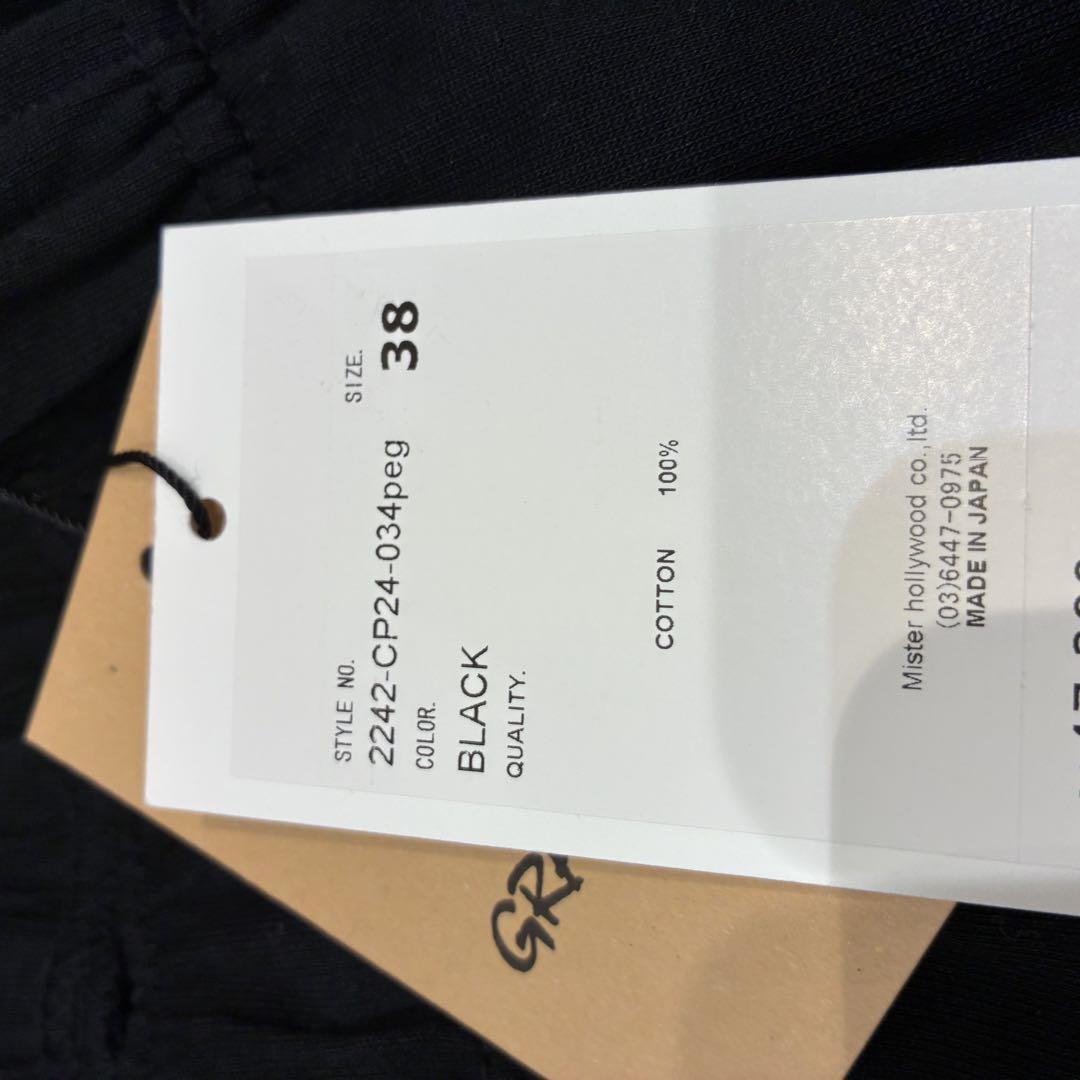 STYLE NO. SIZE.
2242-CP24-034peg 38
COLOR.
BLACK
QUALITY.
COTTON 100%
Mister hollywood co.,ltd.
(03)6447-0975
MADE IN JAPAN
GR